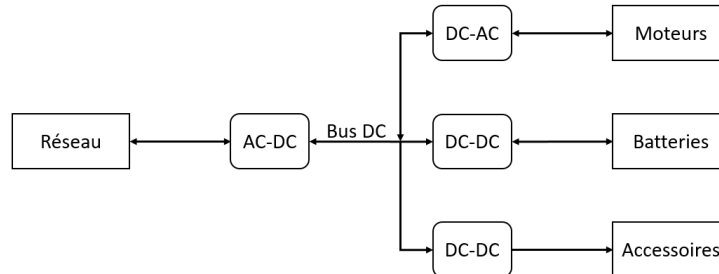 DC-AC
Moteurs
Réseau
AC-DC
Bus DC
DC-DC
Batteries
DC-DC
Accessoires